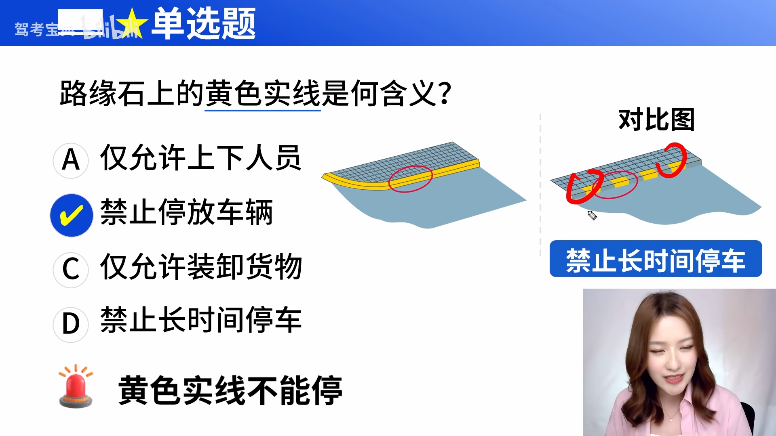 驾考宝典 bilibili
单选题
路缘石上的黄色实线是何含义？
A 仅允许上下人员
禁止停放车辆
C 仅允许装卸货物
D 禁止长时间停车
黄色实线不能停
对比图
禁止长时间停车